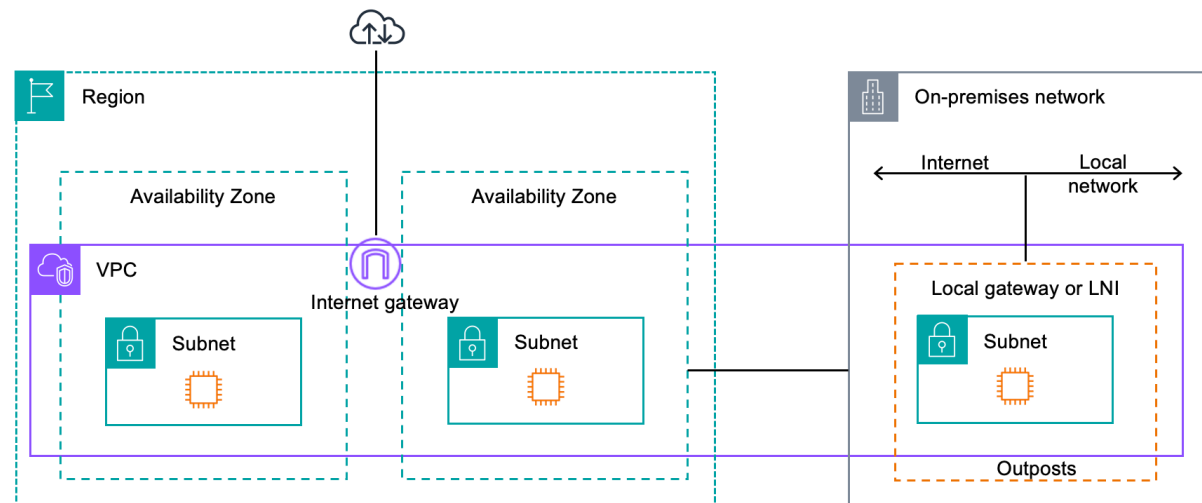 Region
On-premises network
Internet
Local
network
Availability Zone
Availability Zone
VPC
Internet gateway
Local gateway or LNI
Subnet
Subnet
Subnet
Outposts